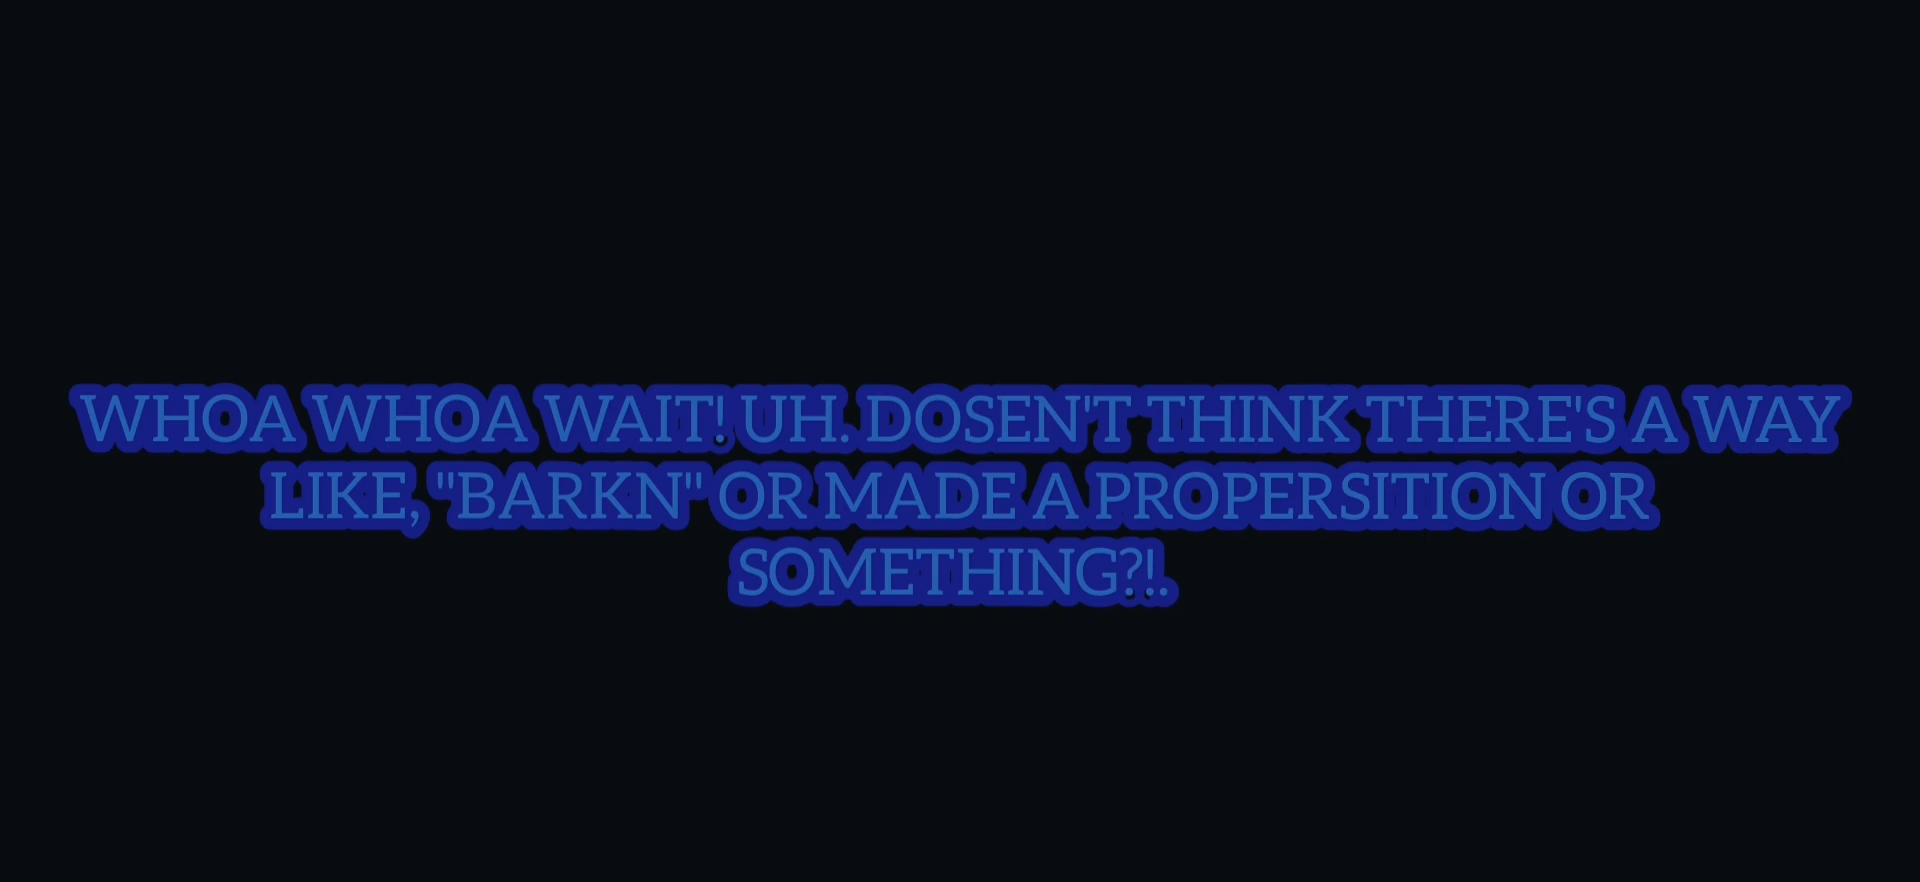 WHOA WHOA WAIT! UH. DOSEN'T THINK THERE'S A WAY
LIKE, "BARKN" OR MADE A PROPERSITION OR
SOMETHING?!.